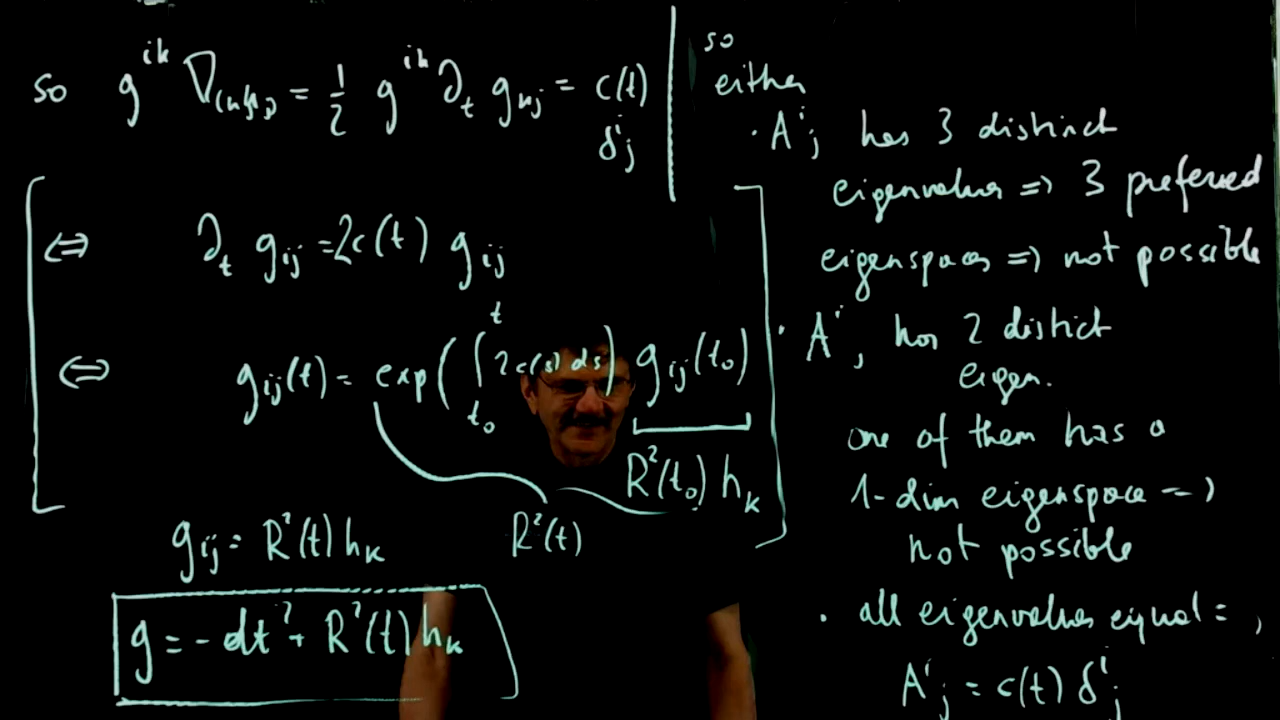 so g^{ik} ∇_{(k} ξ_{j)} = 1/2 g^{ik} ∂_t g_{kj} = c(t) δ^i_j
⇔ ∂_t g_{ij} = 2c(t) g_{ij}
⇔ g_{ij}(t) = exp( ∫_{t_0}^{t} 2c(s) ds ) g_{ij}(t_0)
R²(t_0) h_k
R²(t)
g_{ij} = R²(t) h_k
g = - dt² + R²(t) h_k
so
either
· A^i_j has 3 distinct
eigenvalues => 3 preferred
eigenspaces => not possible
· A^i_j has 2 distict
eigen.
one of them has a
1-dim eigenspace =>
not possible
· all eigenvalues equal =>
A^i_j = c(t) δ^i_j